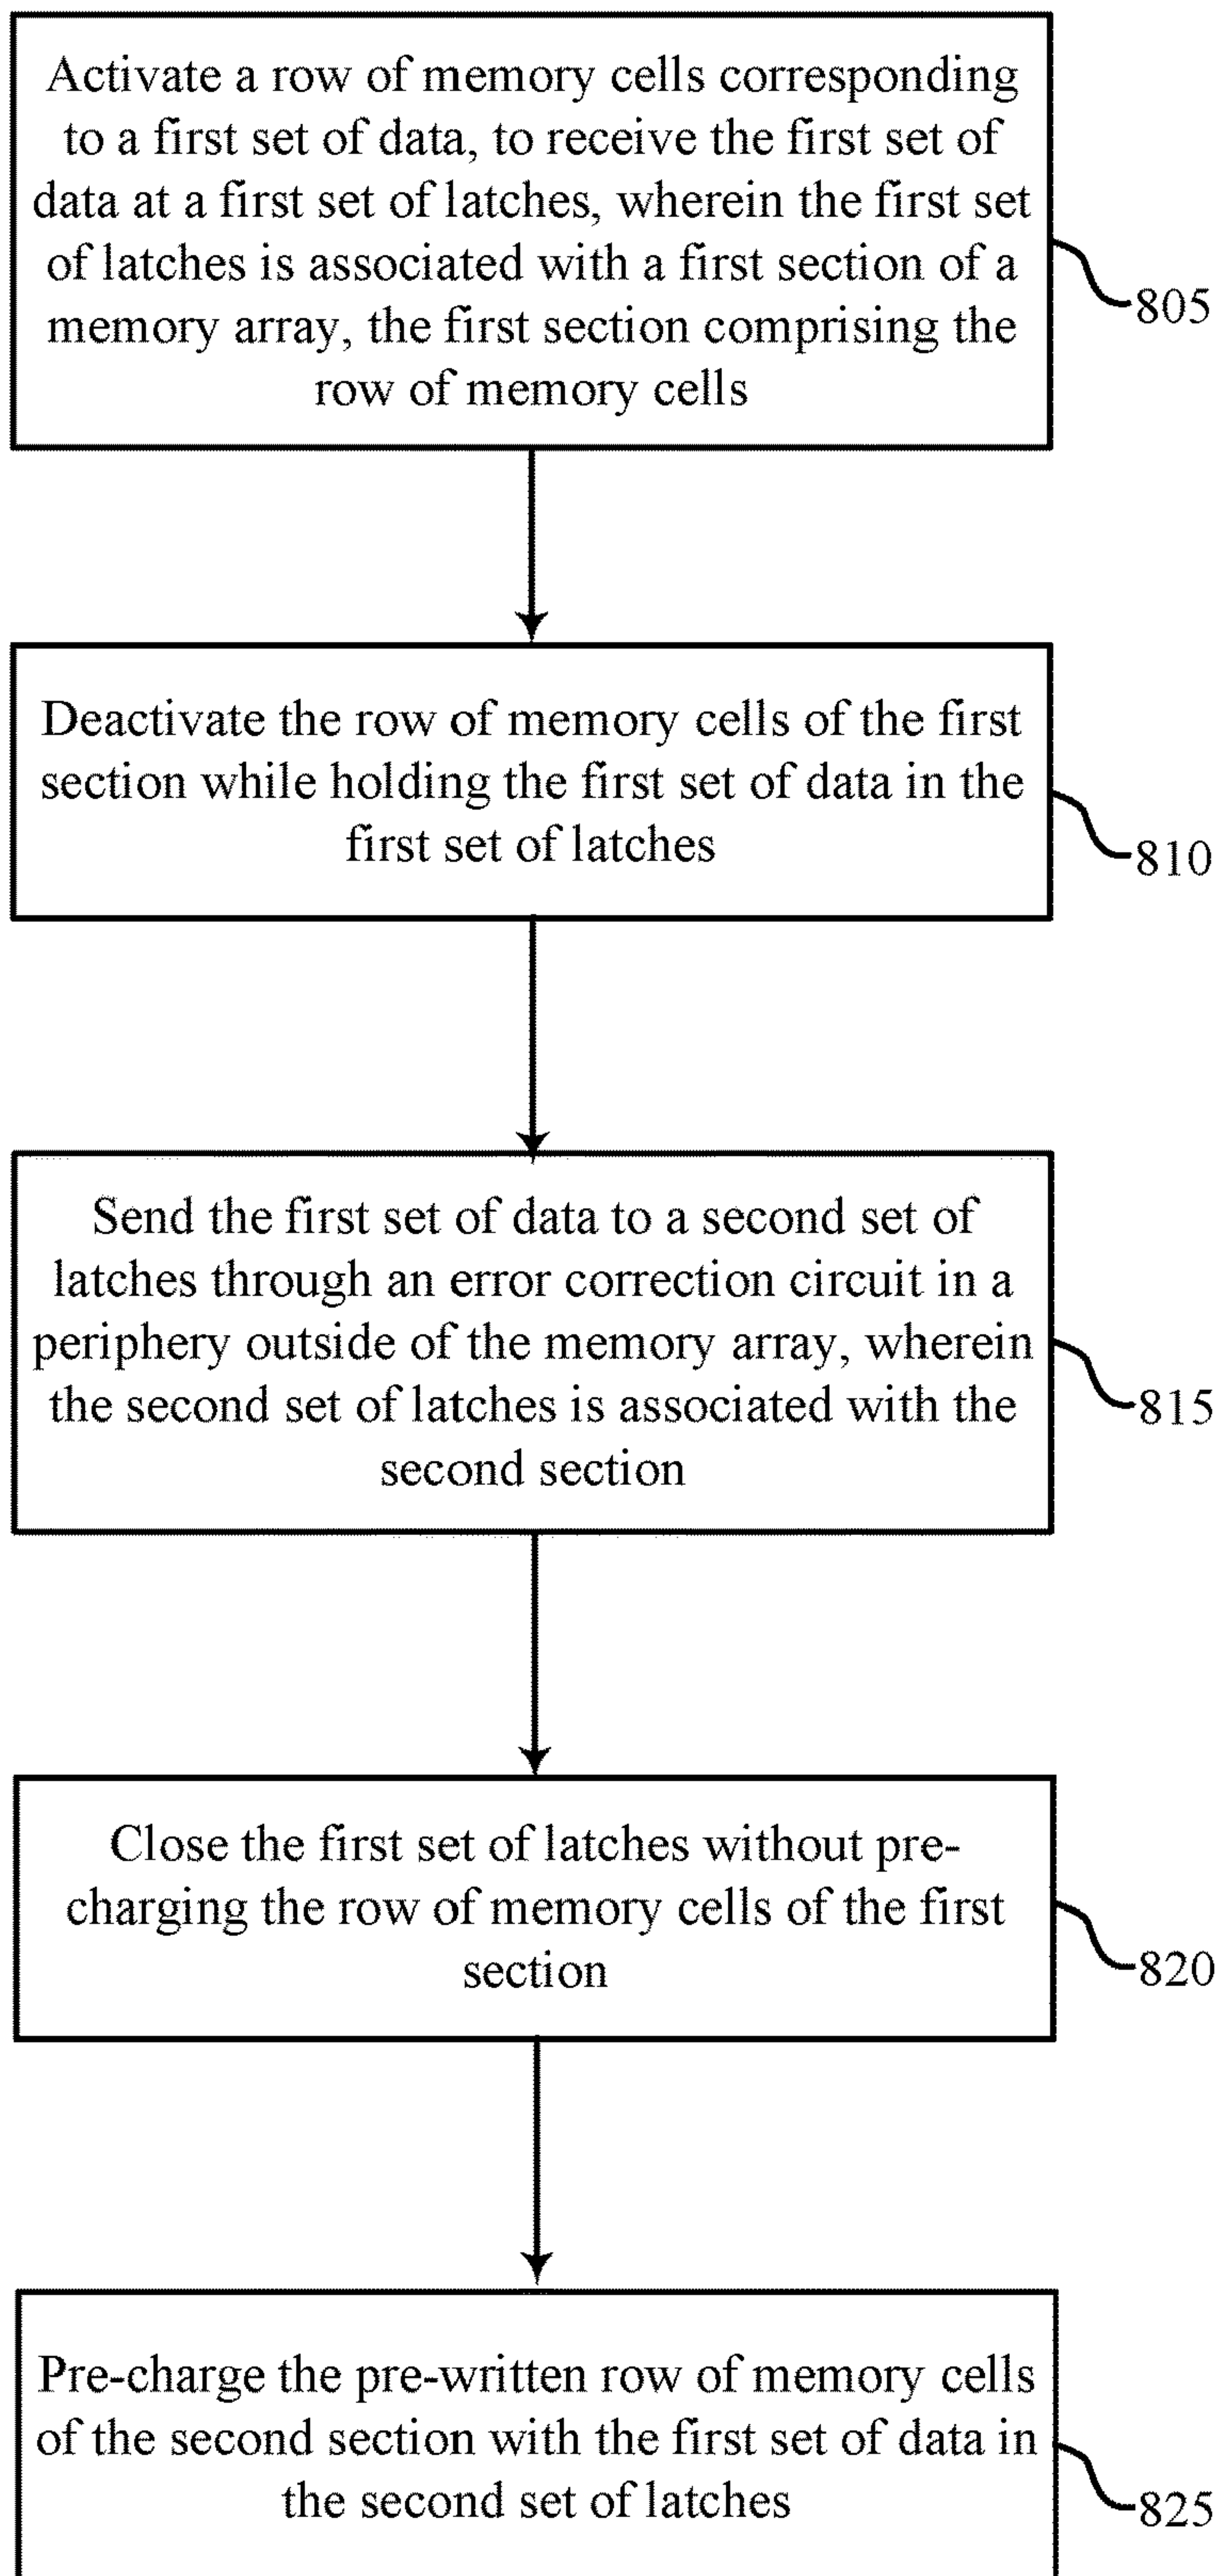 Activate a row of memory cells corresponding
to a first set of data, to receive the first set of
data at a first set of latches, wherein the first set
of latches is associated with a first section of a
memory array, the first section comprising the
row of memory cells
805
Deactivate the row of memory cells of the first
section while holding the first set of data in the
first set of latches
810
Send the first set of data to a second set of
latches through an error correction circuit in a
periphery outside of the memory array, wherein
the second set of latches is associated with the
second section
815
Close the first set of latches without pre-
charging the row of memory cells of the first
section
820
Pre-charge the pre-written row of memory cells
of the second section with the first set of data in
the second set of latches
825